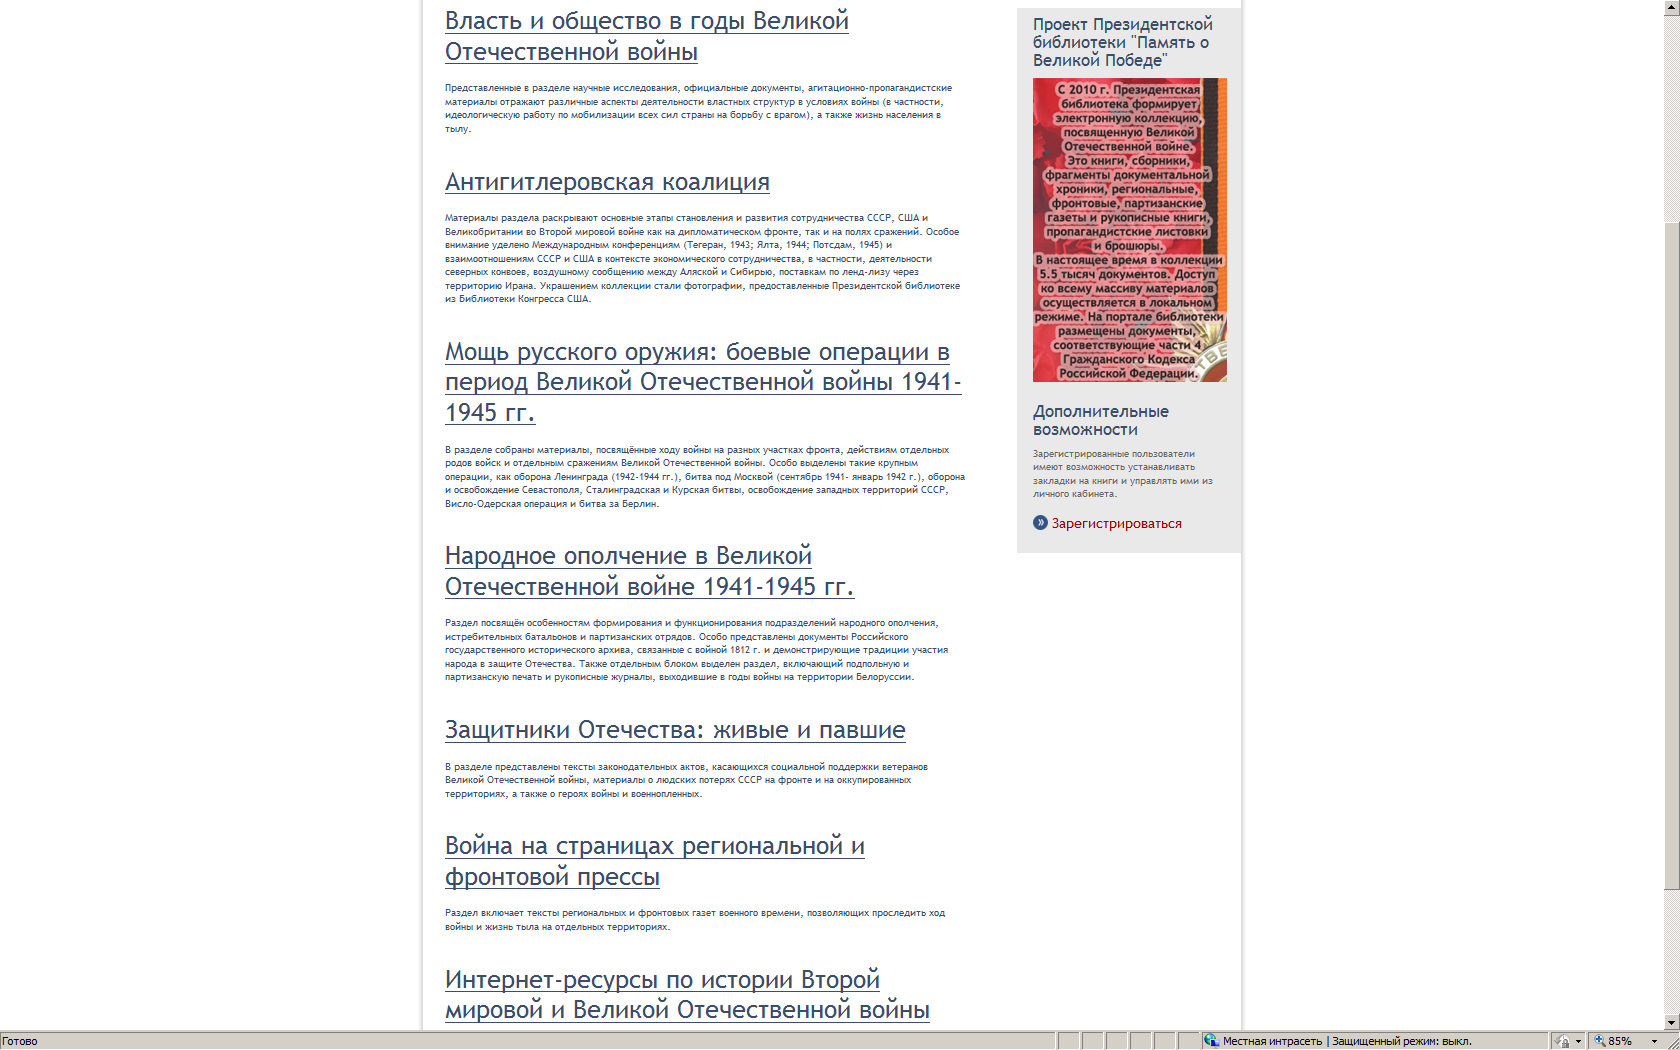 Власть и общество в годы Великой
Отечественной войны
Представленные в разделе научные исследования, официальные документы, агитационно-пропагандистские
материалы отражают различные аспекты деятельности властных структур в условиях войны (в частности,
идеологическую работу по мобилизации всех сил страны на борьбу с врагом), а также жизнь населения в
тылу.
Антигитлеровская коалиция
Материалы раздела раскрывают основные этапы становления и развития сотрудничества СССР, США и
Великобритании во Второй мировой войне как на дипломатическом фронте, так и на полях сражений. Особое
внимание уделено Международным конференциям (Тегеран, 1943; Ялта, 1944; Потсдам, 1945) и
взаимоотношениям СССР и США в контексте экономического сотрудничества, в частности, деятельности
северных конвоев, воздушному сообщению между Аляской и Сибирью, поставкам по ленд-лизу через
территорию Ирана. Украшением коллекции стали фотографии, предоставленные Президентской библиотеке
из Библиотеки Конгресса США.
Мощь русского оружия: боевые операции в
период Великой Отечественной войны 1941-
1945 гг.
В разделе собраны материалы, посвящённые ходу войны на разных участках фронта, действиям отдельных
родов войск и отдельным сражениям Великой Отечественной войны. Особо выделены такие крупным
операции, как оборона Ленинграда (1942-1944 гг.), битва под Москвой (сентябрь 1941- январь 1942 г.), оборона
и освобождение Севастополя, Сталинградская и Курская битвы, освобождение западных территорий СССР,
Висло-Одерская операция и битва за Берлин.
Народное ополчение в Великой
Отечественной войне 1941-1945 гг.
Раздел посвящён особенностям формирования и функционирования подразделений народного ополчения,
истребительных батальонов и партизанских отрядов. Особо представлены документы Российского
государственного исторического архива, связанные с войной 1812 г. и демонстрирующие традиции участия
народа в защите Отечества. Также отдельным блоком выделен раздел, включающий подпольную и
партизанскую печать и рукописные журналы, выходившие в годы войны на территории Белоруссии.
Защитники Отечества: живые и павшие
В разделе представлены тексты законодательных актов, касающихся социальной поддержки ветеранов
Великой Отечественной войны, материалы о людских потерях СССР на фронте и на оккупированных
территориях, а также о героях войны и военнопленных.
Война на страницах региональной и
фронтовой прессы
Раздел включает тексты региональных и фронтовых газет военного времени, позволяющих проследить ход
войны и жизнь тыла на отдельных территориях.
Интернет-ресурсы по истории Второй
мировой и Великой Отечественной войны
Проект Президентской
библиотеки "Память о
Великой Победе"
С 2010 г. Президентская
библиотека формирует
электронную коллекцию,
посвященную Великой
Отечественной войне.
Это книги, сборники,
фрагменты документальной
хроники, региональные,
фронтовые, партизанские
газеты и рукописные книги,
пропагандистские листовки
и брошюры.
В настоящее время в коллекции
5.5 тысяч документов. Доступ
ко всему массиву материалов
осуществляется в локальном
режиме. На портале библиотеки
размещены документы,
соответствующие части 4
Гражданского Кодекса
Российской Федерации.
Дополнительные
возможности
Зарегистрированные пользователи
имеют возможность устанавливать
закладки на книги и управлять ими из
личного кабинета.
Зарегистрироваться
Готово
Местная интрасеть | Защищенный режим: выкл.
85%